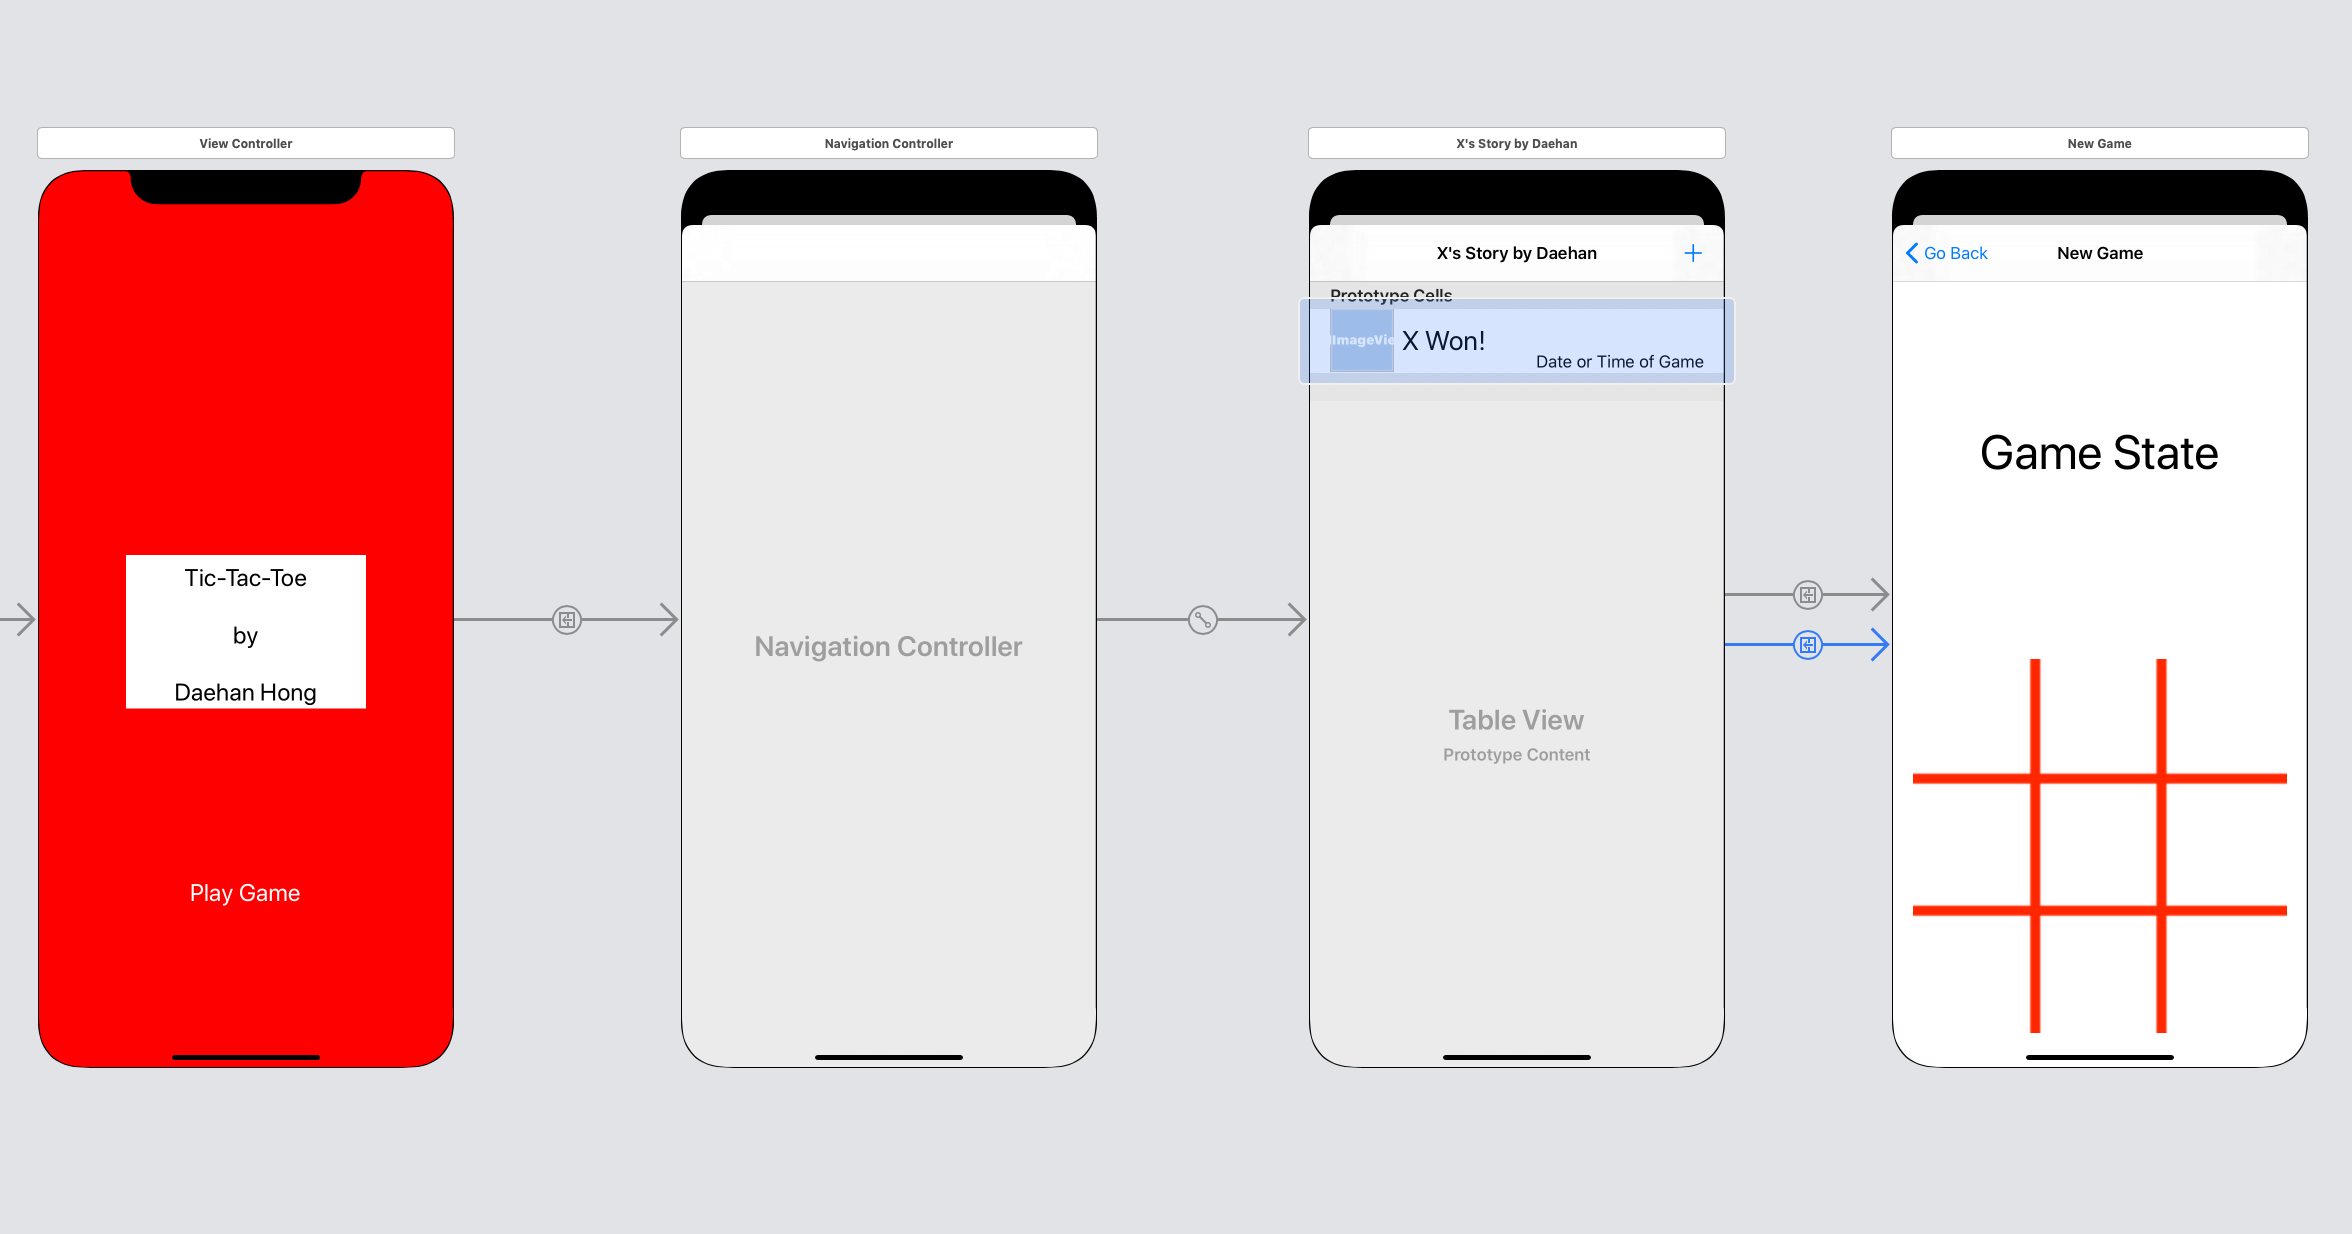 View Controller
Navigation Controller
X's Story by Daehan
New Game
Tic-Tac-Toe
by
Daehan Hong
Play Game
Navigation Controller
X's Story by Daehan
Prototype Cells
IImageVie
X Won!
Date or Time of Game
Table View
Prototype Content
Go Back
New Game
Game State